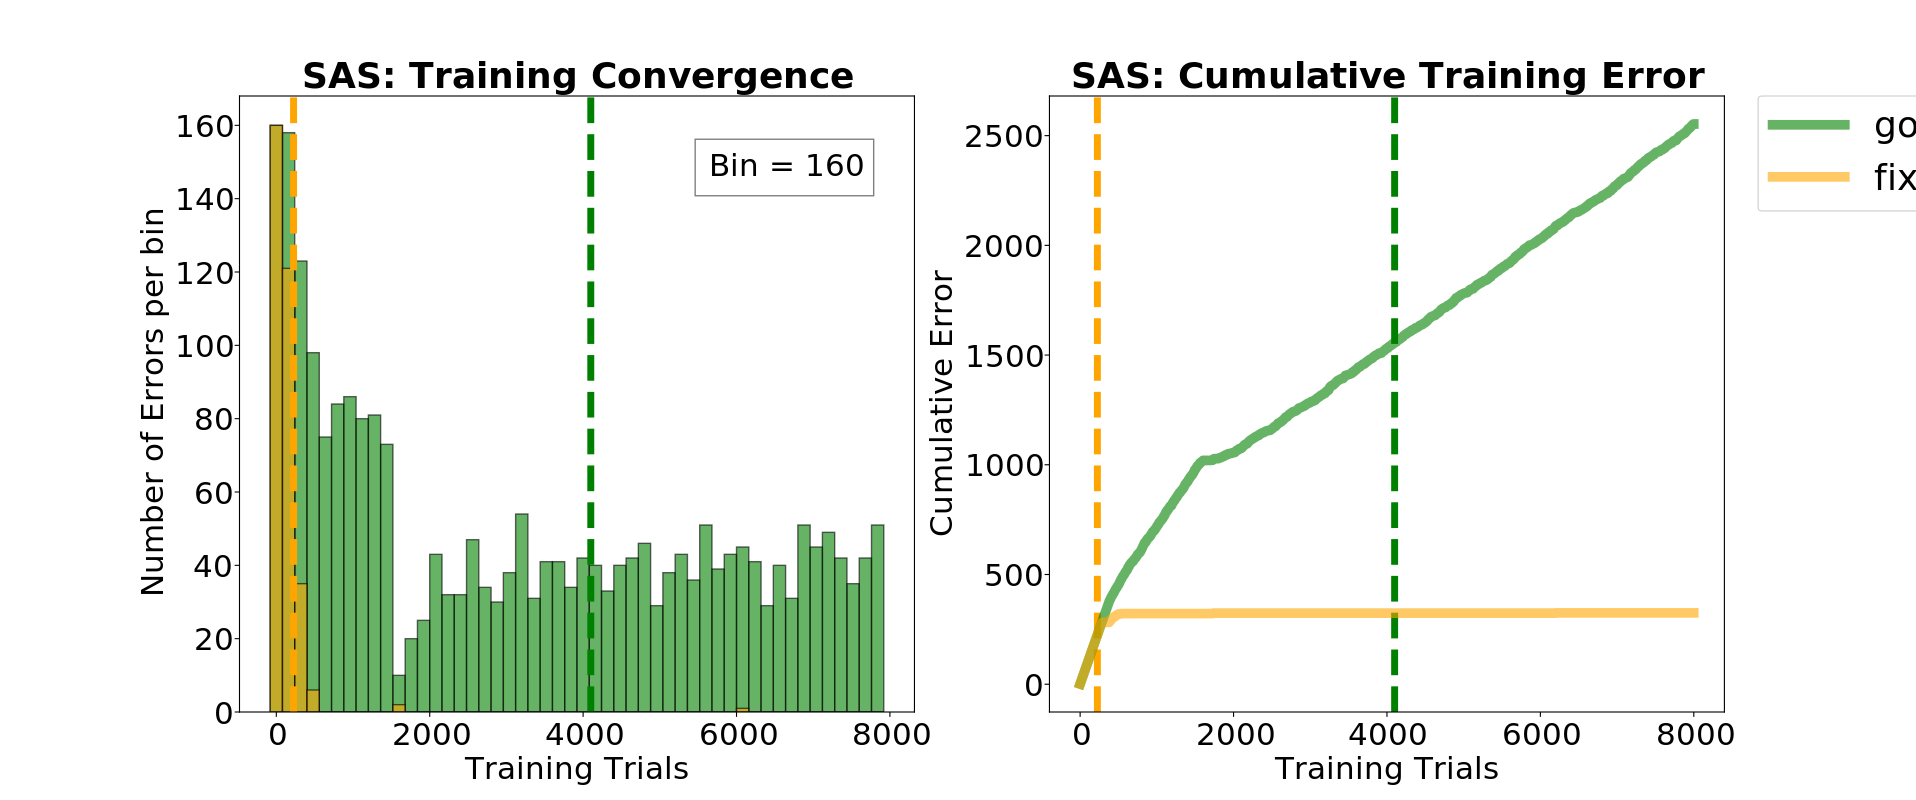 SAS: Training Convergence
Number of Errors per bin
160
140
120
100
80
60
40
20
0
Bin = 160
0 2000 4000 6000 8000
Training Trials
SAS: Cumulative Training Error
Cumulative Error
2500
2000
1500
1000
500
0
0 2000 4000 6000 8000
Training Trials
go
fix